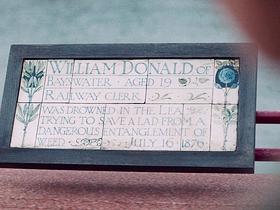 WILLIAM DONALD OF
BAYSWATER · AGED 19
RAILWAY CLERK
WAS DROWNED IN THE LEA
TRYING TO SAVE A LAD FROM A
DANGEROUS ENTANGLEMENT OF
WEED JULY 16 · 1876